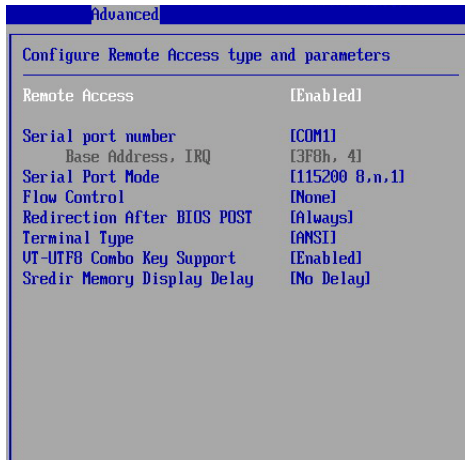 Advanced
Configure Remote Access type and parameters
Remote Access [Enabled]
Serial port number [COM1]
Base Address, IRQ [3F8h, 4]
Serial Port Mode [115200 8,n,1]
Flow Control [None]
Redirection After BIOS POST [Always]
Terminal Type [ANSI]
VT-UTF8 Combo Key Support [Enabled]
Sredir Memory Display Delay [No Delay]